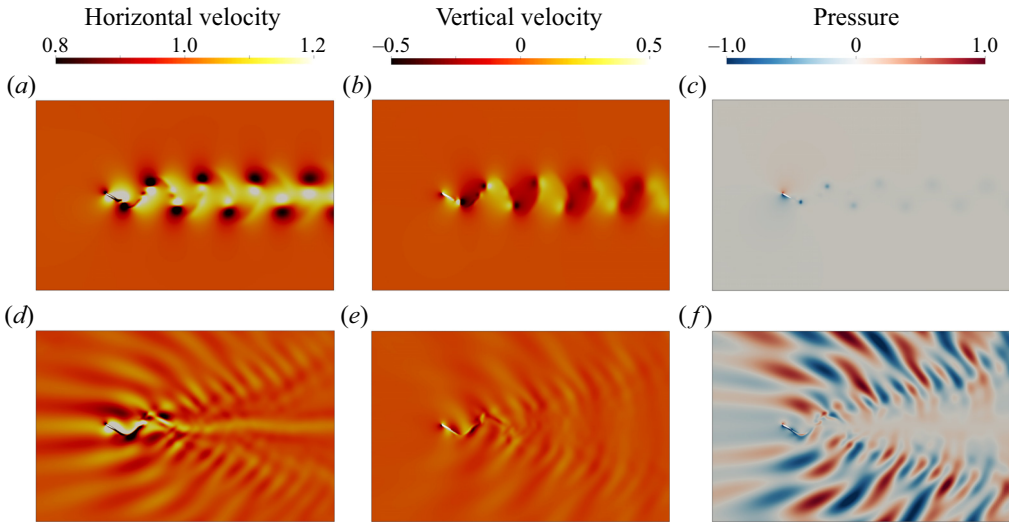 Horizontal velocity Vertical velocity Pressure
0.8 1.0 1.2 −0.5 0 0.5 −1.0 0 1.0
(a) (b) (c)
(d) (e) (f)